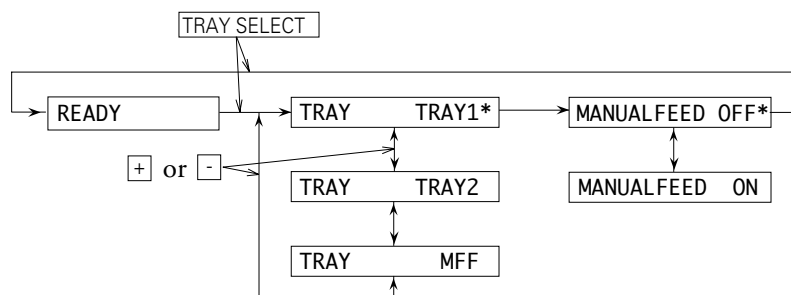 TRAY SELECT
READY
TRAY TRAY1*
MANUALFEED OFF*
+ or -
TRAY TRAY2
MANUALFEED ON
TRAY MFF